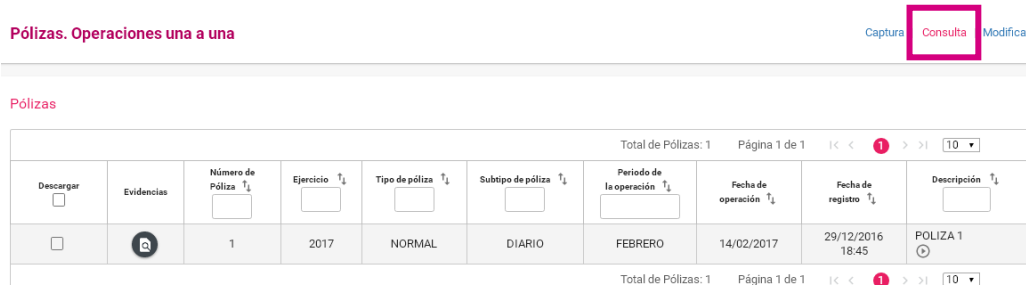 Pólizas. Operaciones una a una
Captura Consulta Modifica
Pólizas
Total de Pólizas: 1 Página 1 de 1 1 10
Descargar Evidencias Número de Póliza Ejercicio Tipo de póliza Subtipo de póliza Periodo de la operación Fecha de operación Fecha de registro Descripción
1 2017 NORMAL DIARIO FEBRERO 14/02/2017 29/12/2016 18:45 POLIZA 1
Total de Pólizas: 1 Página 1 de 1 1 10